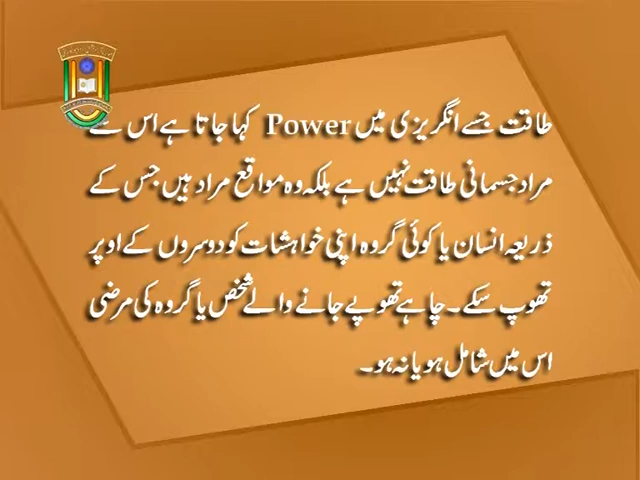 طاقت جسے انگریزی میں Power کہا جاتا ہے اس سے
مراد جسمانی طاقت نہیں ہے بلکہ وہ مواقع مراد ہیں جس کے
ذریعہ انسان یا کوئی گروہ اپنی خواہشات کو دوسروں کے اوپر
تھوپ سکے۔ چاہے تھوپے جانے والے شخص یا گروہ کی مرضی
اس میں شامل ہو یا نہ ہو۔